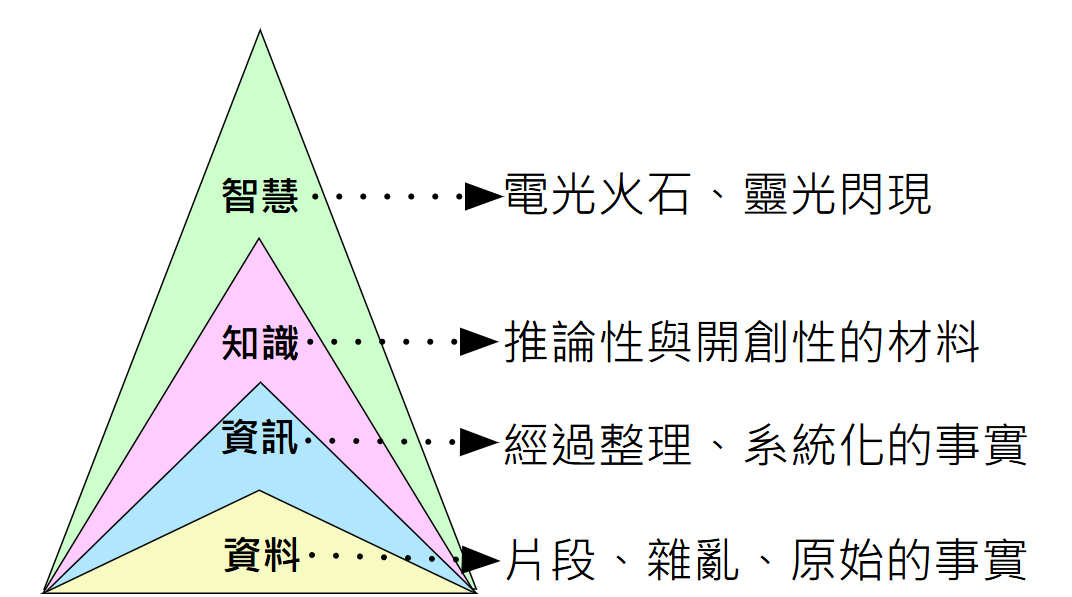 智慧 電光火石、靈光閃現
知識 推論性與開創性的材料
資訊 經過整理、系統化的事實
資料 片段、雜亂、原始的事實